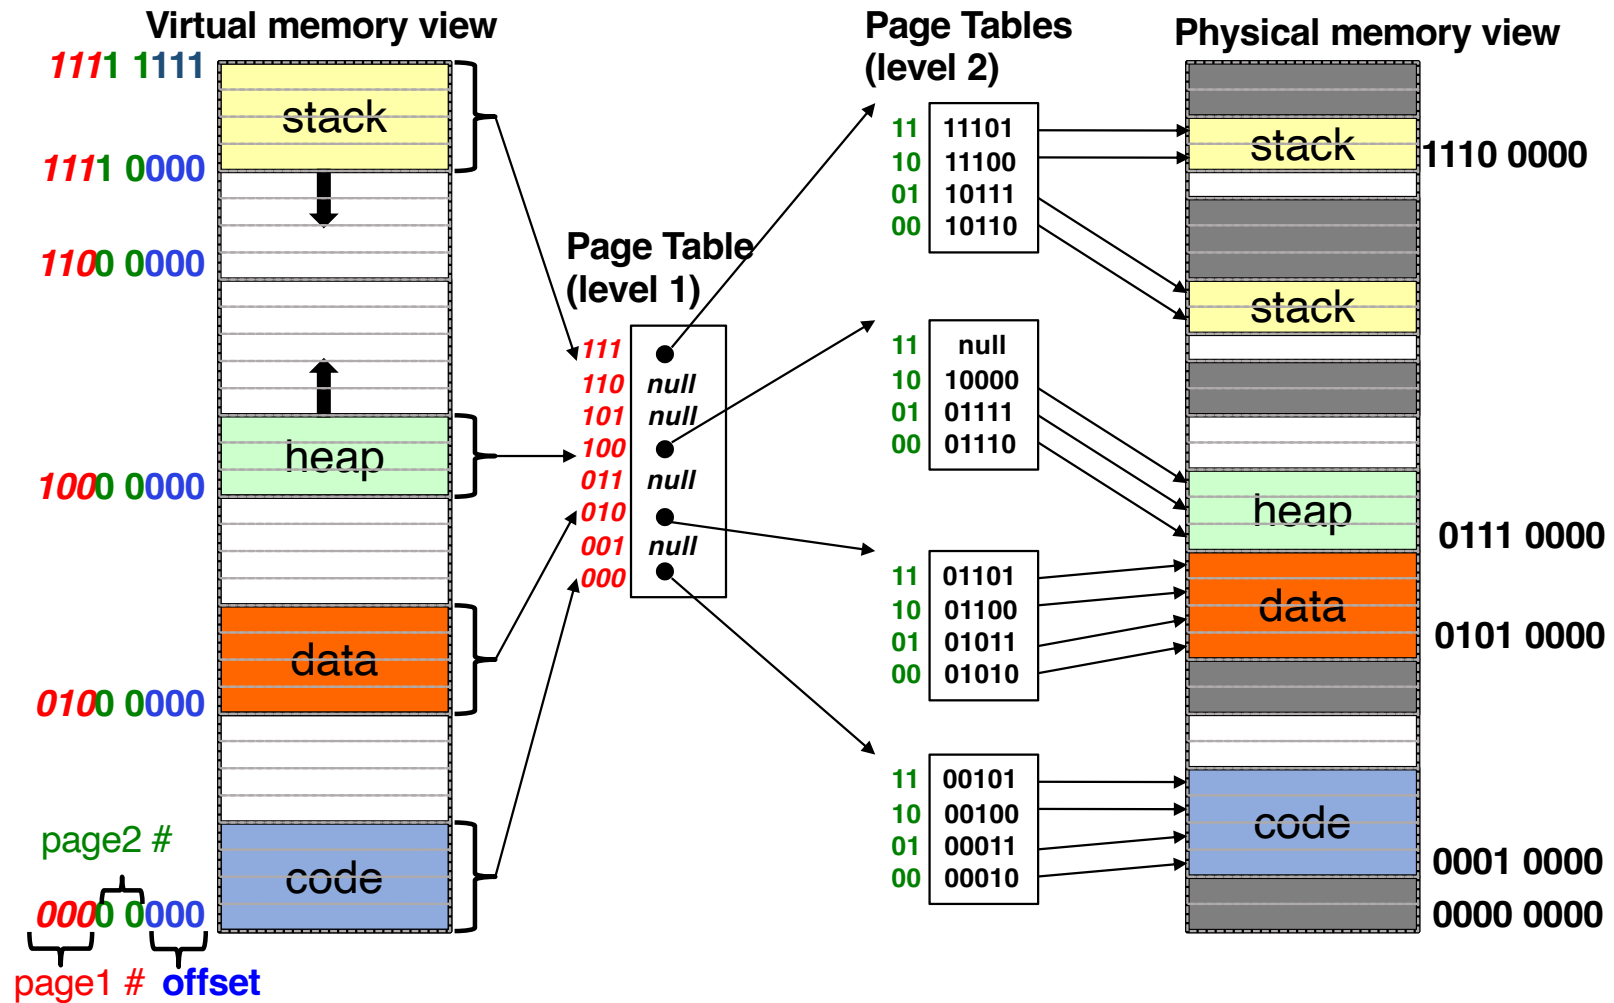 Virtual memory view
1111 1111
stack
1111 0000
1100 0000
heap
1000 0000
data
0100 0000
page2 #
code
0000 0000
page1 # offset
Page Table
(level 1)
111
110 null
101 null
100
011 null
010
001 null
000
Page Tables
(level 2)
11 11101
10 11100
01 10111
00 10110
11 null
10 10000
01 01111
00 01110
11 01101
10 01100
01 01011
00 01010
11 00101
10 00100
01 00011
00 00010
Physical memory view
stack 1110 0000
stack
heap 0111 0000
data 0101 0000
code
0001 0000
0000 0000